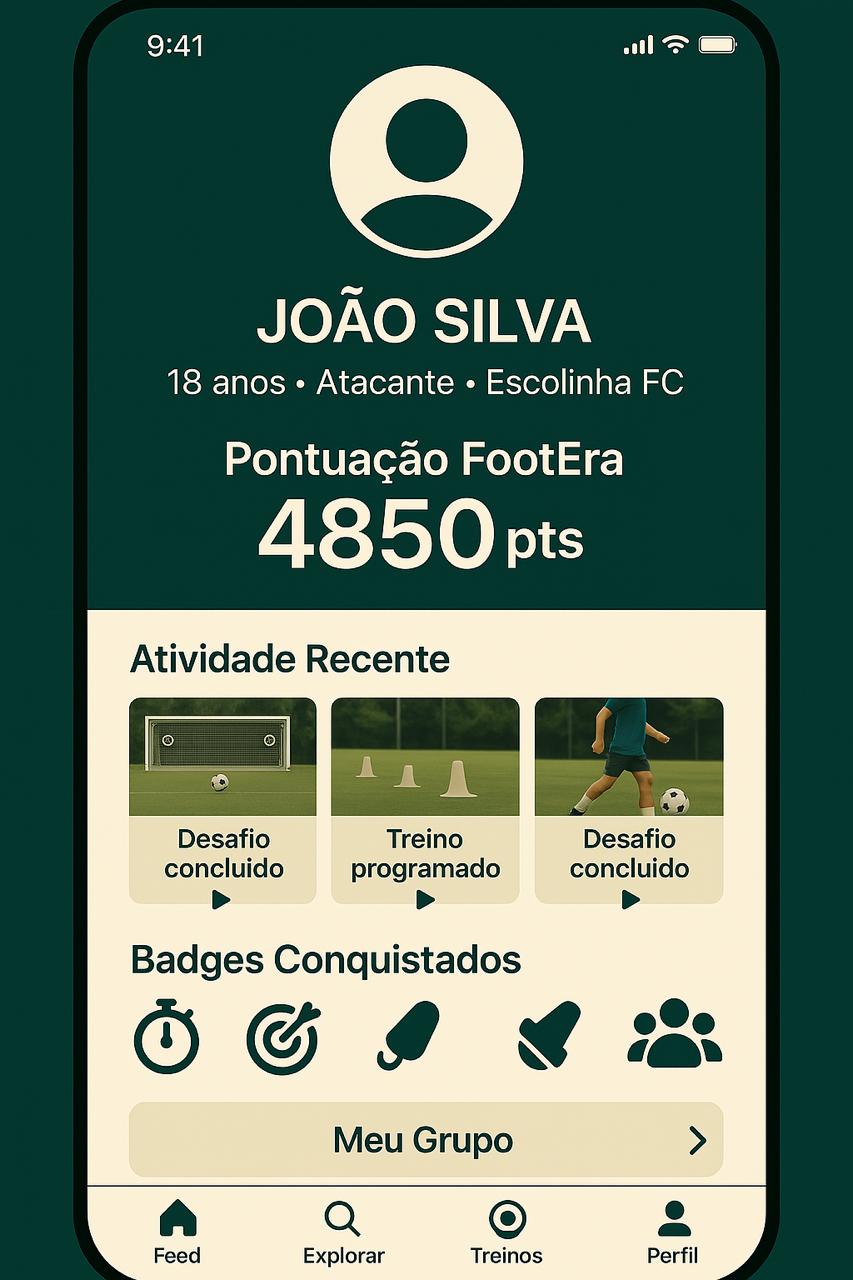 9:41
JOÃO SILVA
18 anos • Atacante • Escolinha FC
Pontuação FootEra
4850 pts
Atividade Recente
Desafio
concluido
Treino
programado
Desafio
concluido
Badges Conquistados
Meu Grupo
Feed
Explorar
Treinos
Perfil